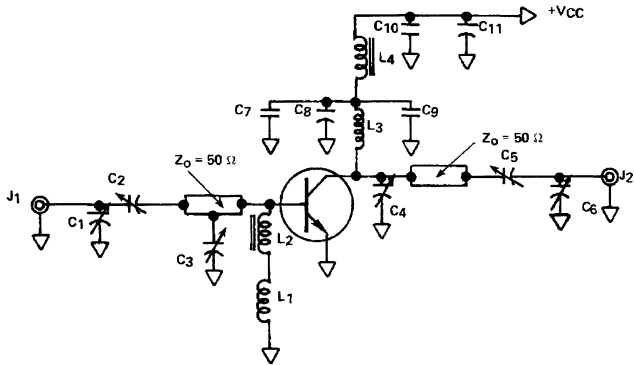 +VCC
C10
C11
L4
C7
C8
C9
L3
Zo = 50 Ω
Zo = 50 Ω
J1
C2
C5
J2
C1
C4
C6
C3
L2
L1